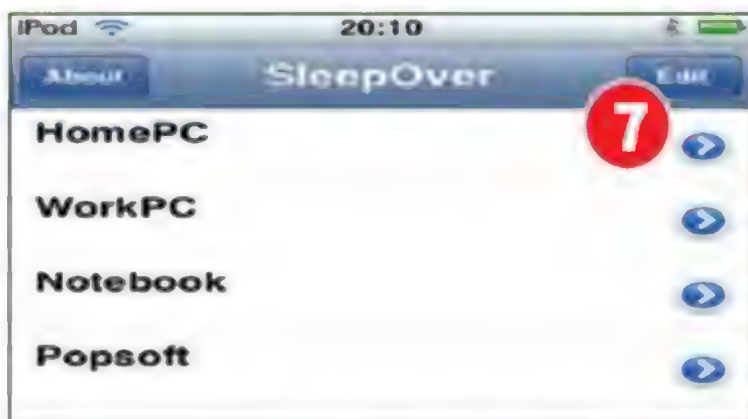 iPod 20:10
About SleepOver Edit
7
HomePC
WorkPC
Notebook
Popsoft